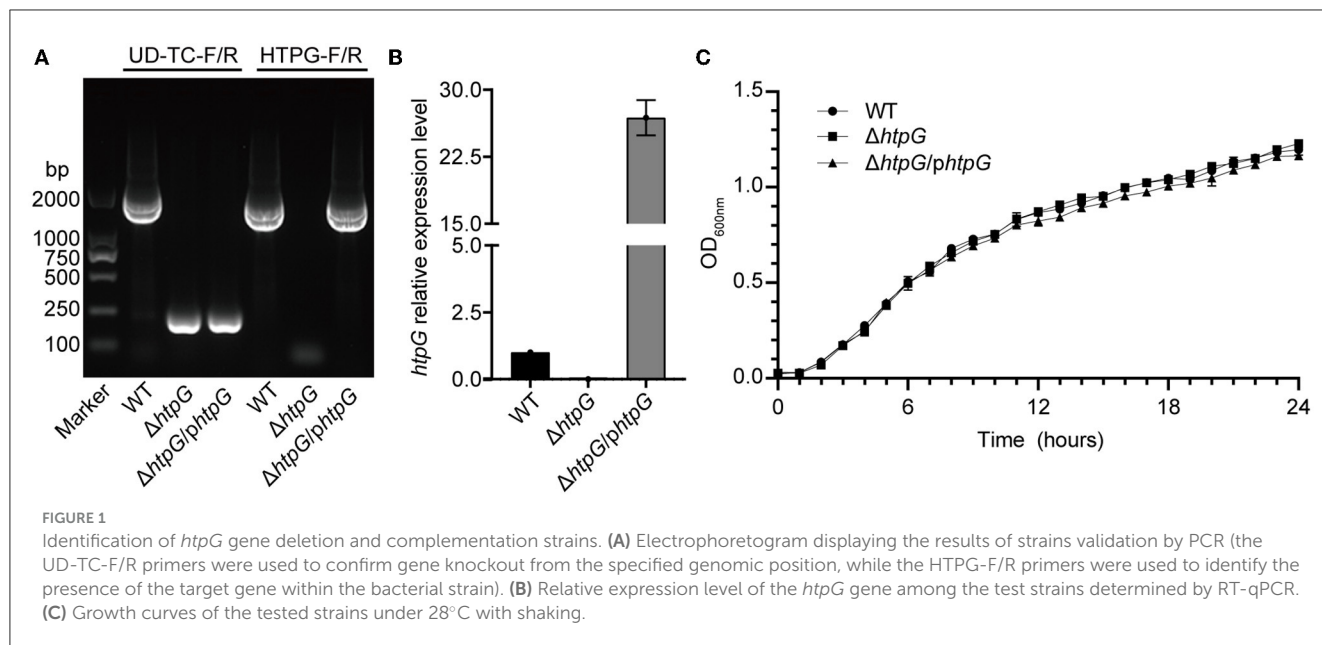 A
UD-TC-F/R HTPG-F/R
bp
2000
1000
750
500
250
100
Marker
WT
ΔhtpG
ΔhtpG/phtpG
WT
ΔhtpG
ΔhtpG/phtpG
B
htpG relative expression level
30.0
22.5
15.0
5.0
2.5
0.0
WT
ΔhtpG
ΔhtpG/phtpG
C
WT
ΔhtpG
ΔhtpG/phtpG
OD600nm
1.5
1.0
0.5
0.0
0 6 12 18 24
Time (hours)
FIGURE 1
Identification of htpG gene deletion and complementation strains. (A) Electrophoretogram displaying the results of strains validation by PCR (the
UD-TC-F/R primers were used to confirm gene knockout from the specified genomic position, while the HTPG-F/R primers were used to identify the
presence of the target gene within the bacterial strain). (B) Relative expression level of the htpG gene among the test strains determined by RT-qPCR.
(C) Growth curves of the tested strains under 28°C with shaking.